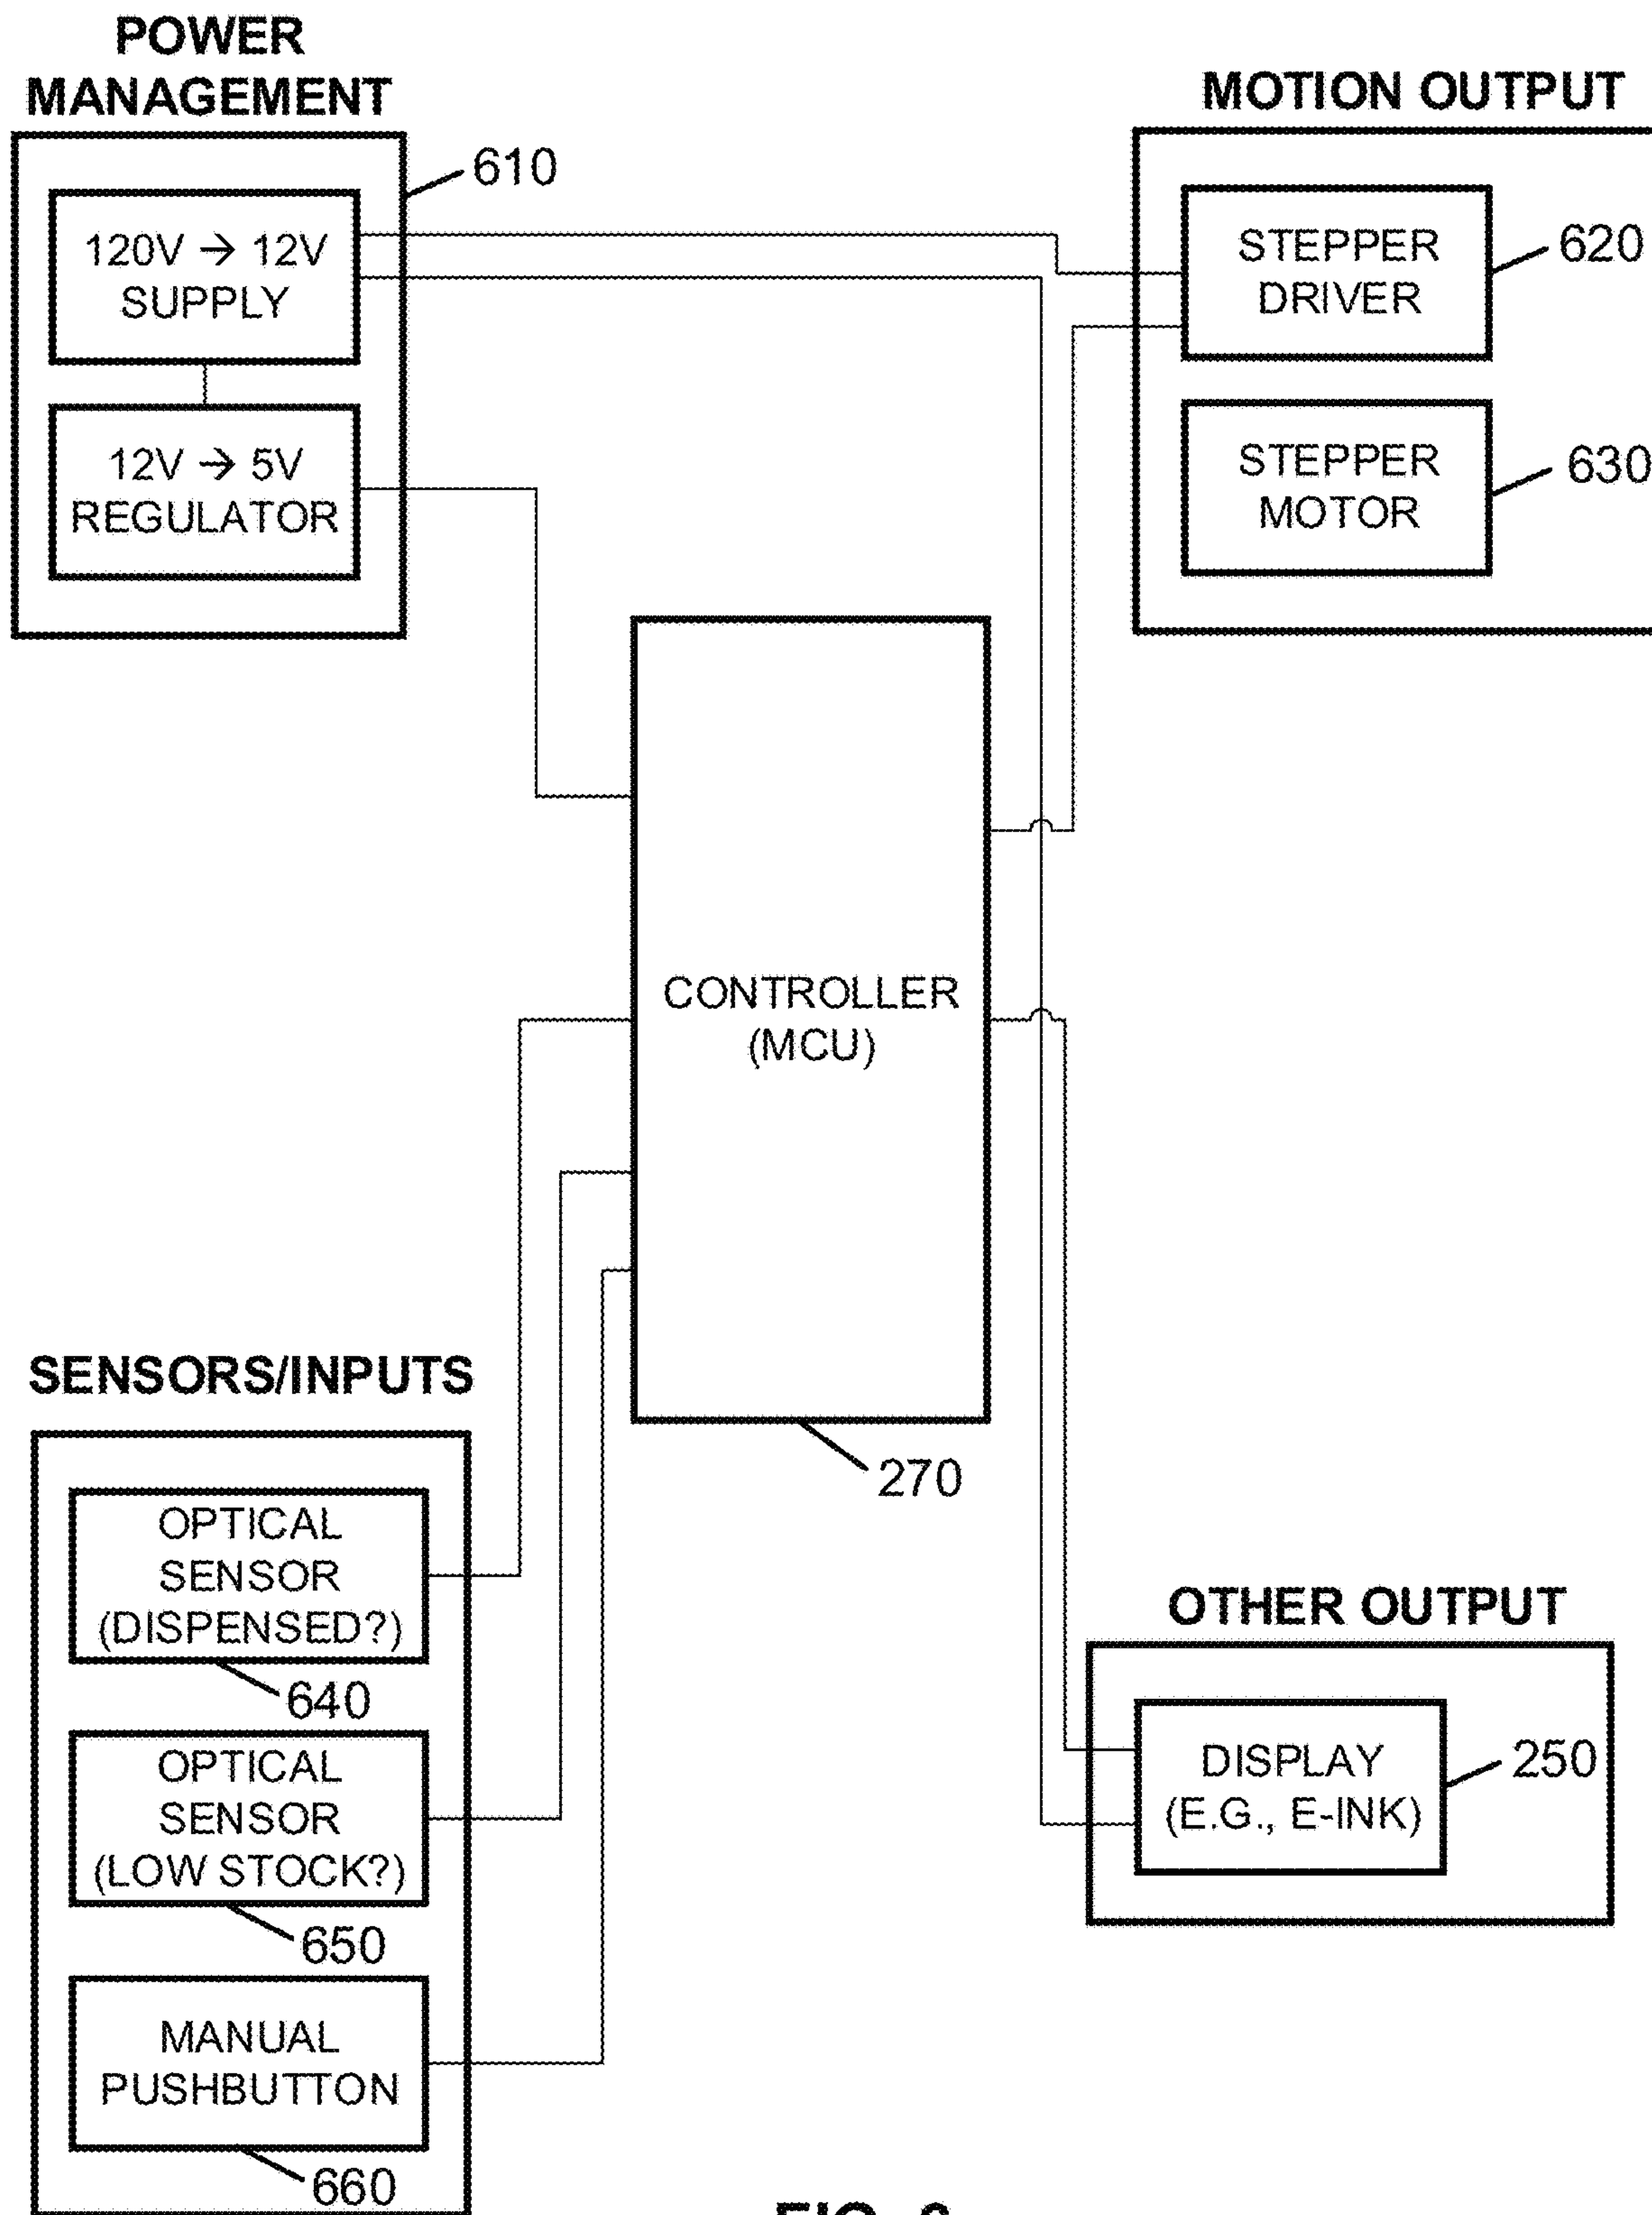 POWER
MANAGEMENT
610
120V → 12V
SUPPLY
12V → 5V
REGULATOR
MOTION OUTPUT
STEPPER
DRIVER
620
STEPPER
MOTOR
630
CONTROLLER
(MCU)
270
SENSORS/INPUTS
OPTICAL
SENSOR
(DISPENSED?)
640
OPTICAL
SENSOR
(LOW STOCK?)
650
MANUAL
PUSHBUTTON
660
OTHER OUTPUT
DISPLAY
(E.G., E-INK)
250
FIG.